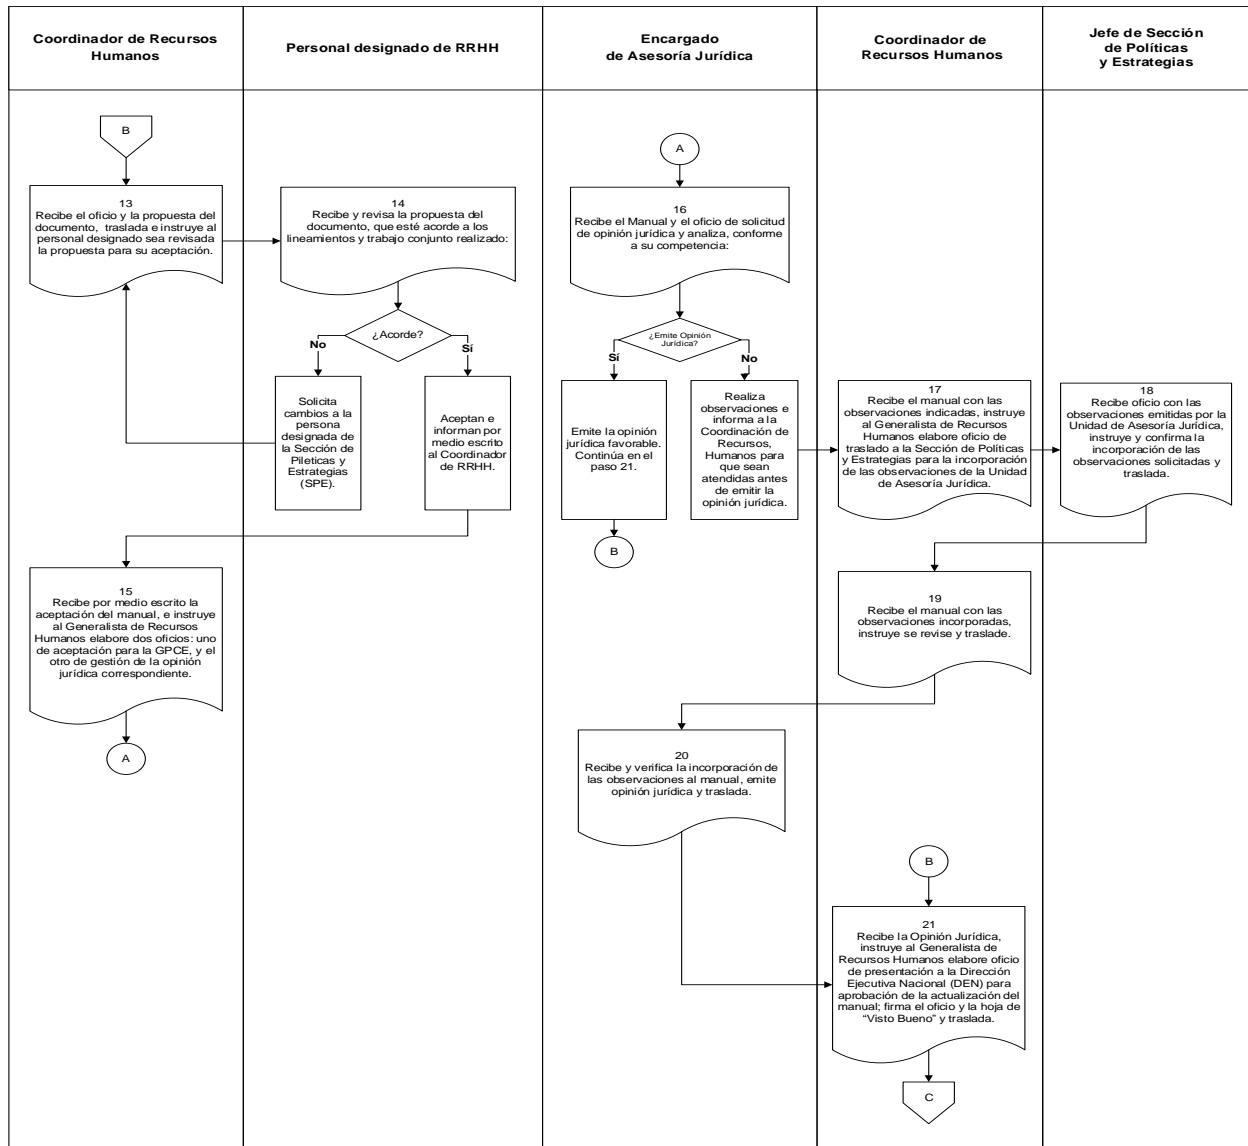 Coordinador de Recursos
Humanos
Personal designado de RRHH
Encargado
de Asesoría Jurídica
Coordinador de
Recursos Humanos
Jefe de Sección
de Políticas
y Estrategias
B
13
Recibe el oficio y la propuesta del
documento, traslada e instruye al
personal designado sea revisada
la propuesta para su aceptación.
14
Recibe y revisa la propuesta del
documento, que esté acorde a los
lineamientos y trabajo conjunto realizado:
¿Acorde?
No
Sí
Solicita
cambios a la
persona
designada de
la Sección de
Pileticas y
Estrategias
(SPE).
Aceptan e
informan por
medio escrito
al Coordinador
de RRHH.
15
Recibe por medio escrito la
aceptación del manual, e instruye
al Generalista de Recursos
Humanos elabore dos oficios: uno
de aceptación para la GPCE, y el
otro de gestión de la opinión
jurídica correspondiente.
A
A
16
Recibe el Manual y el oficio de solicitud
de opinión jurídica y analiza, conforme
a su competencia:
¿Emite Opinión
Jurídica?
Sí
No
Emite la opinión
jurídica favorable.
Continúa en el
paso 21.
B
Realiza
observaciones e
informa a la
Coordinación de
Recursos,
Humanos para
que sean
atendidas antes
de emitir la
opinión jurídica.
17
Recibe el manual con las
observaciones indicadas, instruye
al Generalista de Recursos
Humanos elabore oficio de
traslado a la Sección de Políticas
y Estrategias para la incorporación
de las observaciones de la Unidad
de Asesoría Jurídica.
18
Recibe oficio con las
observaciones emitidas por la
Unidad de Asesoría Jurídica,
instruye y confirma la
incorporación de las
observaciones solicitadas y
traslada.
19
Recibe el manual con las
observaciones incorporadas,
instruye se revise y traslade.
20
Recibe y verifica la incorporación de
las observaciones al manual, emite
opinión jurídica y traslada.
B
21
Recibe la Opinión Jurídica,
instruye al Generalista de
Recursos Humanos elabore oficio
de presentación a la Dirección
Ejecutiva Nacional (DEN) para
aprobación de la actualización del
manual; firma el oficio y la hoja de
“Visto Bueno” y traslada.
C